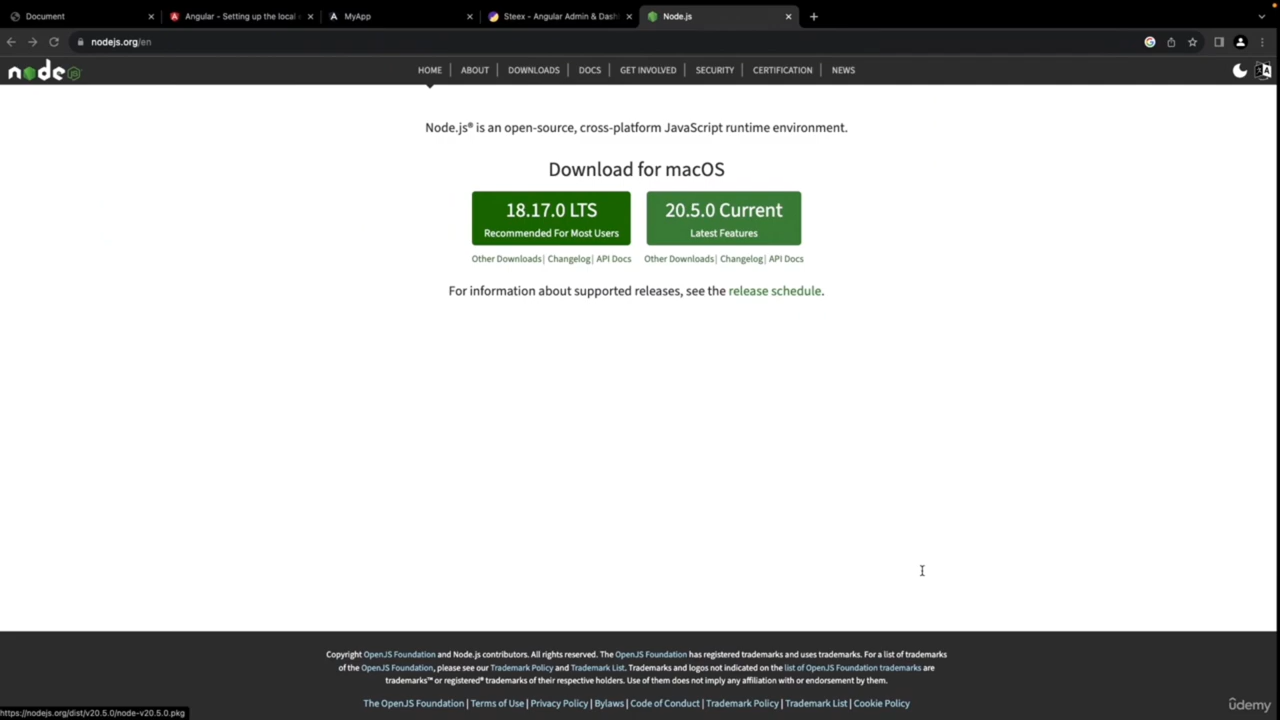 Document
Angular - Setting up the local
MyApp
Steex - Angular Admin & Dash
Node.js
nodejs.org/en
node
HOME
ABOUT
DOWNLOADS
DOCS
GET INVOLVED
SECURITY
CERTIFICATION
NEWS
Node.js® is an open-source, cross-platform JavaScript runtime environment.
Download for macOS
18.17.0 LTS
Recommended For Most Users
20.5.0 Current
Latest Features
Other Downloads | Changelog | API Docs
Other Downloads | Changelog | API Docs
For information about supported releases, see the release schedule.
Copyright OpenJS Foundation and Node.js contributors. All rights reserved. The OpenJS Foundation has registered trademarks and uses trademarks. For a list of trademarks
of the OpenJS Foundation, please see our Trademark Policy and Trademark List. Trademarks and logos not indicated on the list of OpenJS Foundation trademarks are
trademarks™ or registered® trademarks of their respective holders. Use of them does not imply any affiliation with or endorsement by them.
The OpenJS Foundation | Terms of Use | Privacy Policy | Bylaws | Code of Conduct | Trademark Policy | Trademark List | Cookie Policy
https://nodejs.org/dist/v20.5.0/node-v20.5.0.pkg
ûdemy